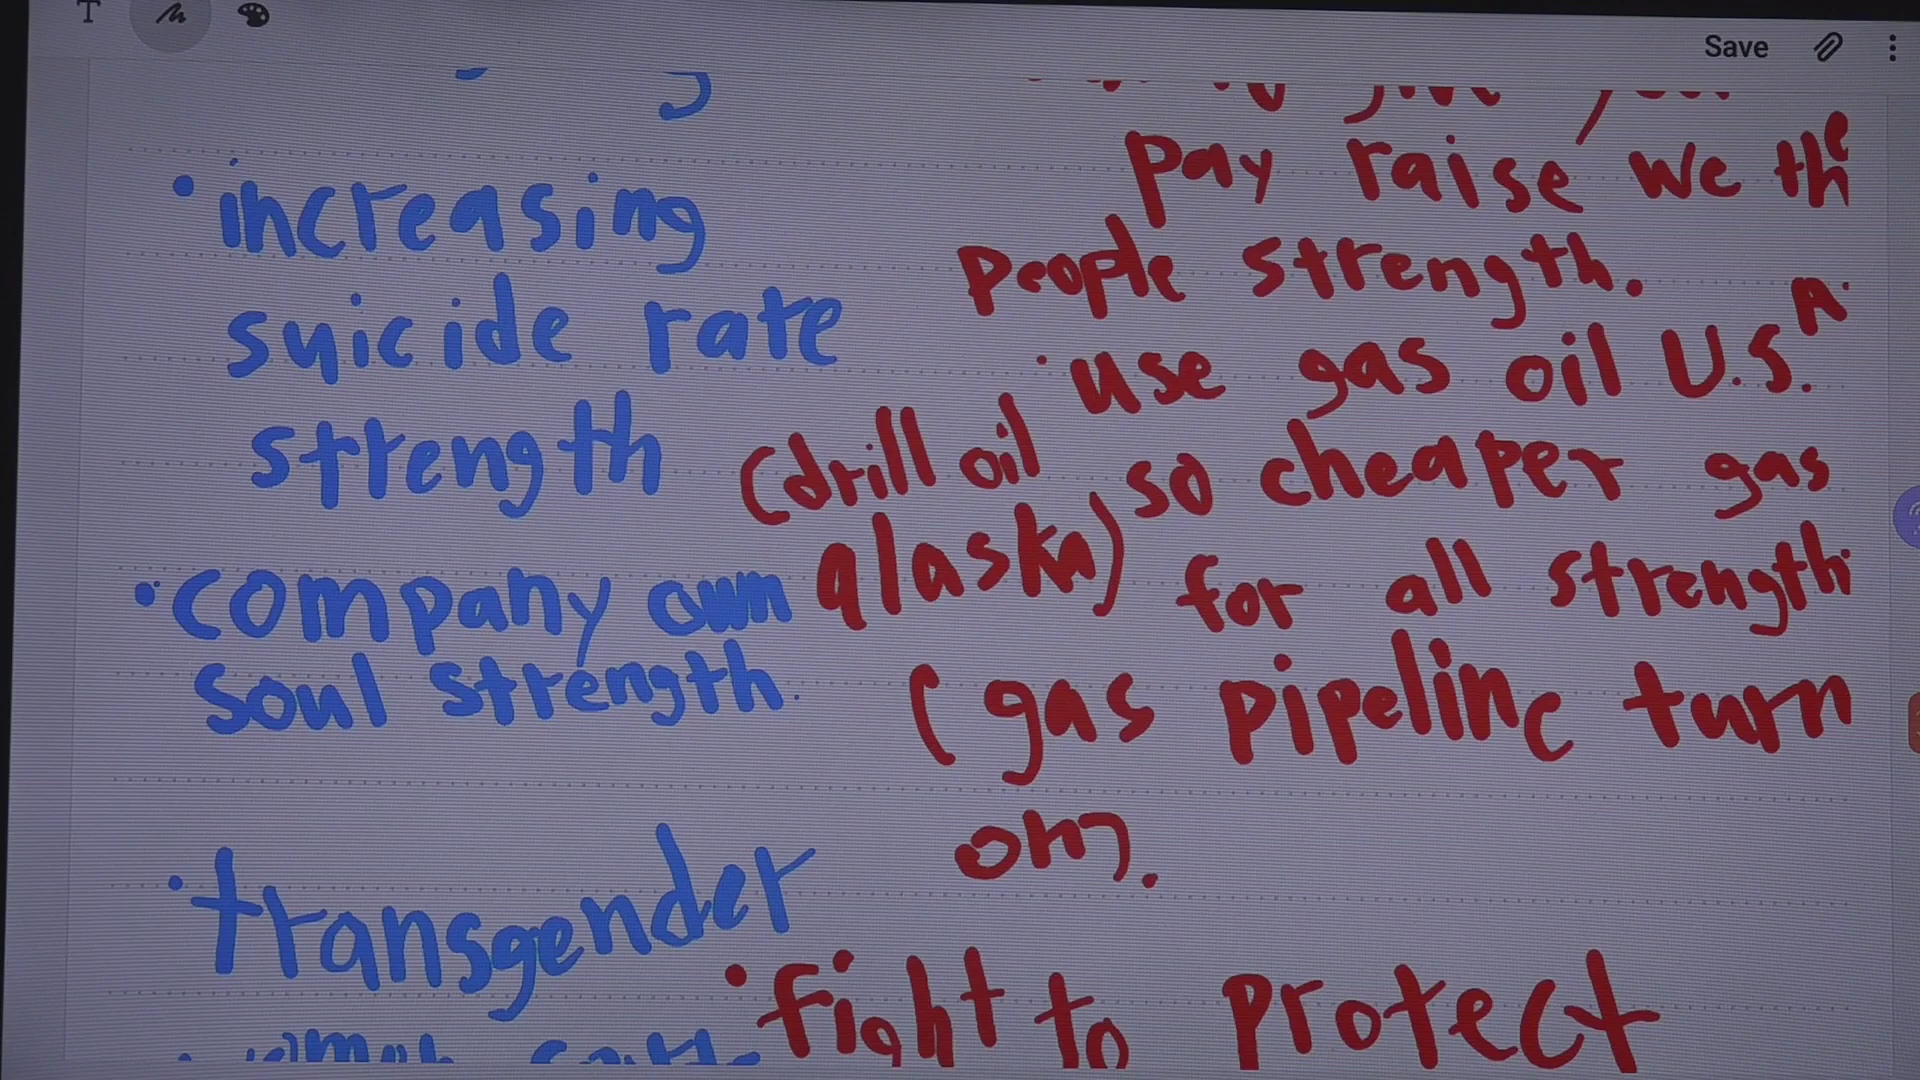 T
Save
• increasing
suicide rate
strength
• company own
soul strength.
• transgender
pay raise we the
people strength.
• use gas oil U.S.A.
(drill oil
alaska)
so cheaper gas
for all strength
(gas pipeline turn
on).
• fight to protect